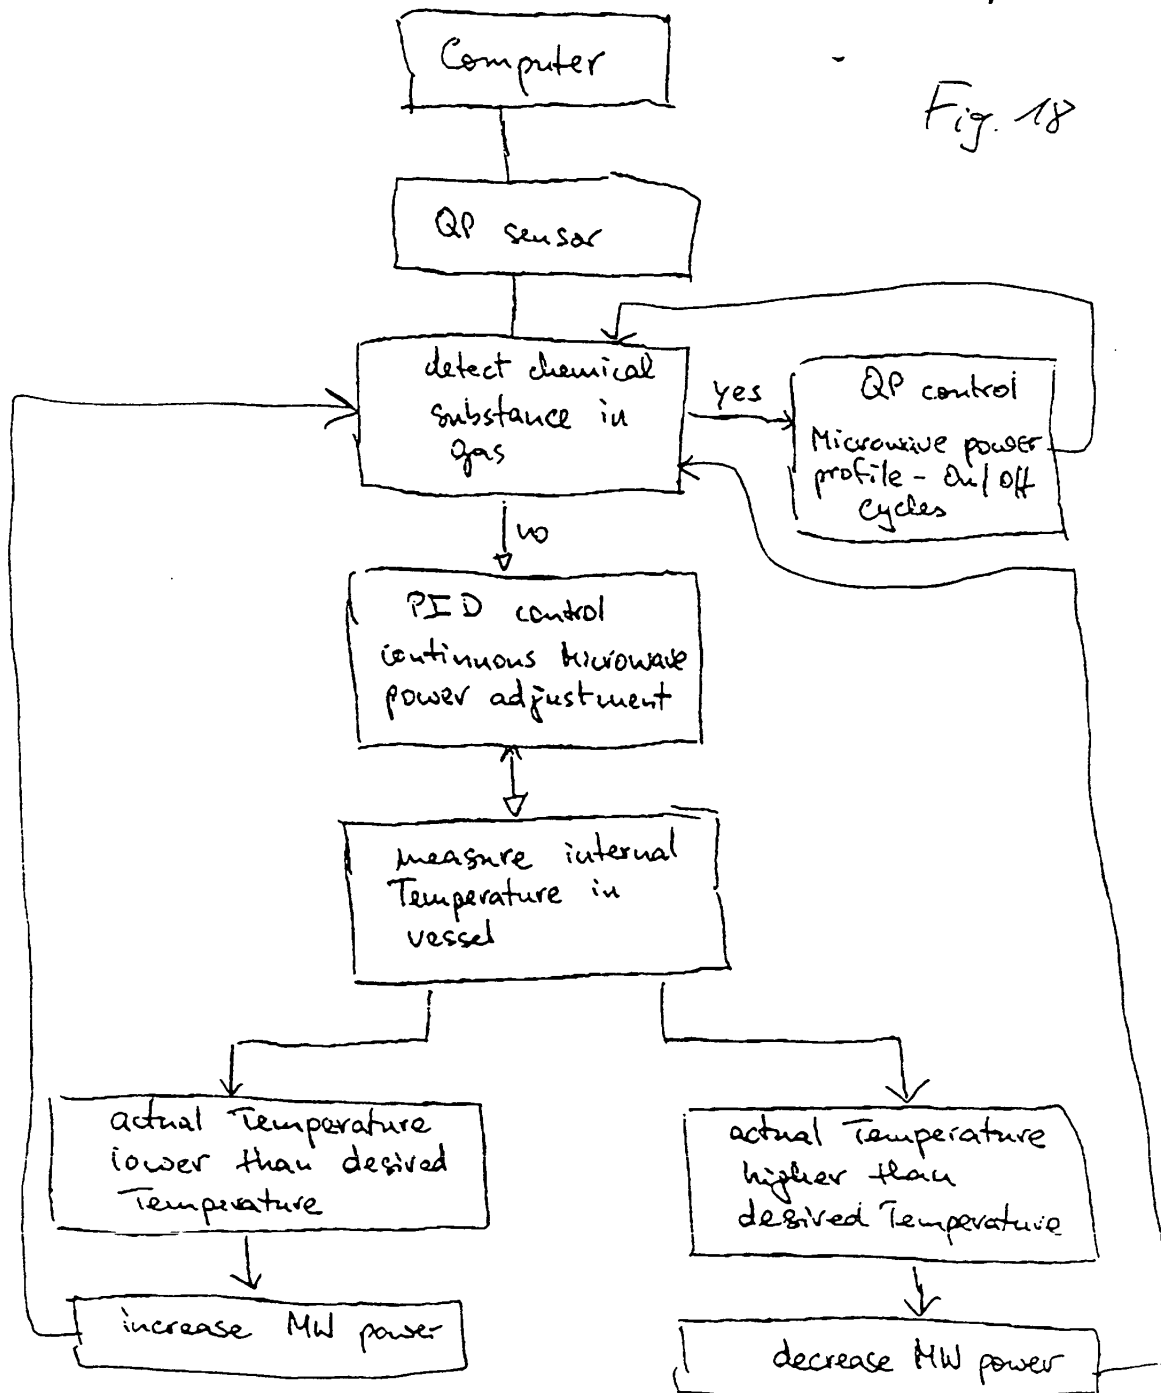 Computer
Fig. 18
QP sensor
detect chemical
substance in
gas
yes
QP control
Microwave power
profile - On/Off
cycles
no
PID control
continuous Microwave
power adjustment
measure internal
Temperature in
vessel
actual Temperature
lower than desired
Temperature
actual Temperature
higher than
desired Temperature
increase MW power
decrease MW power